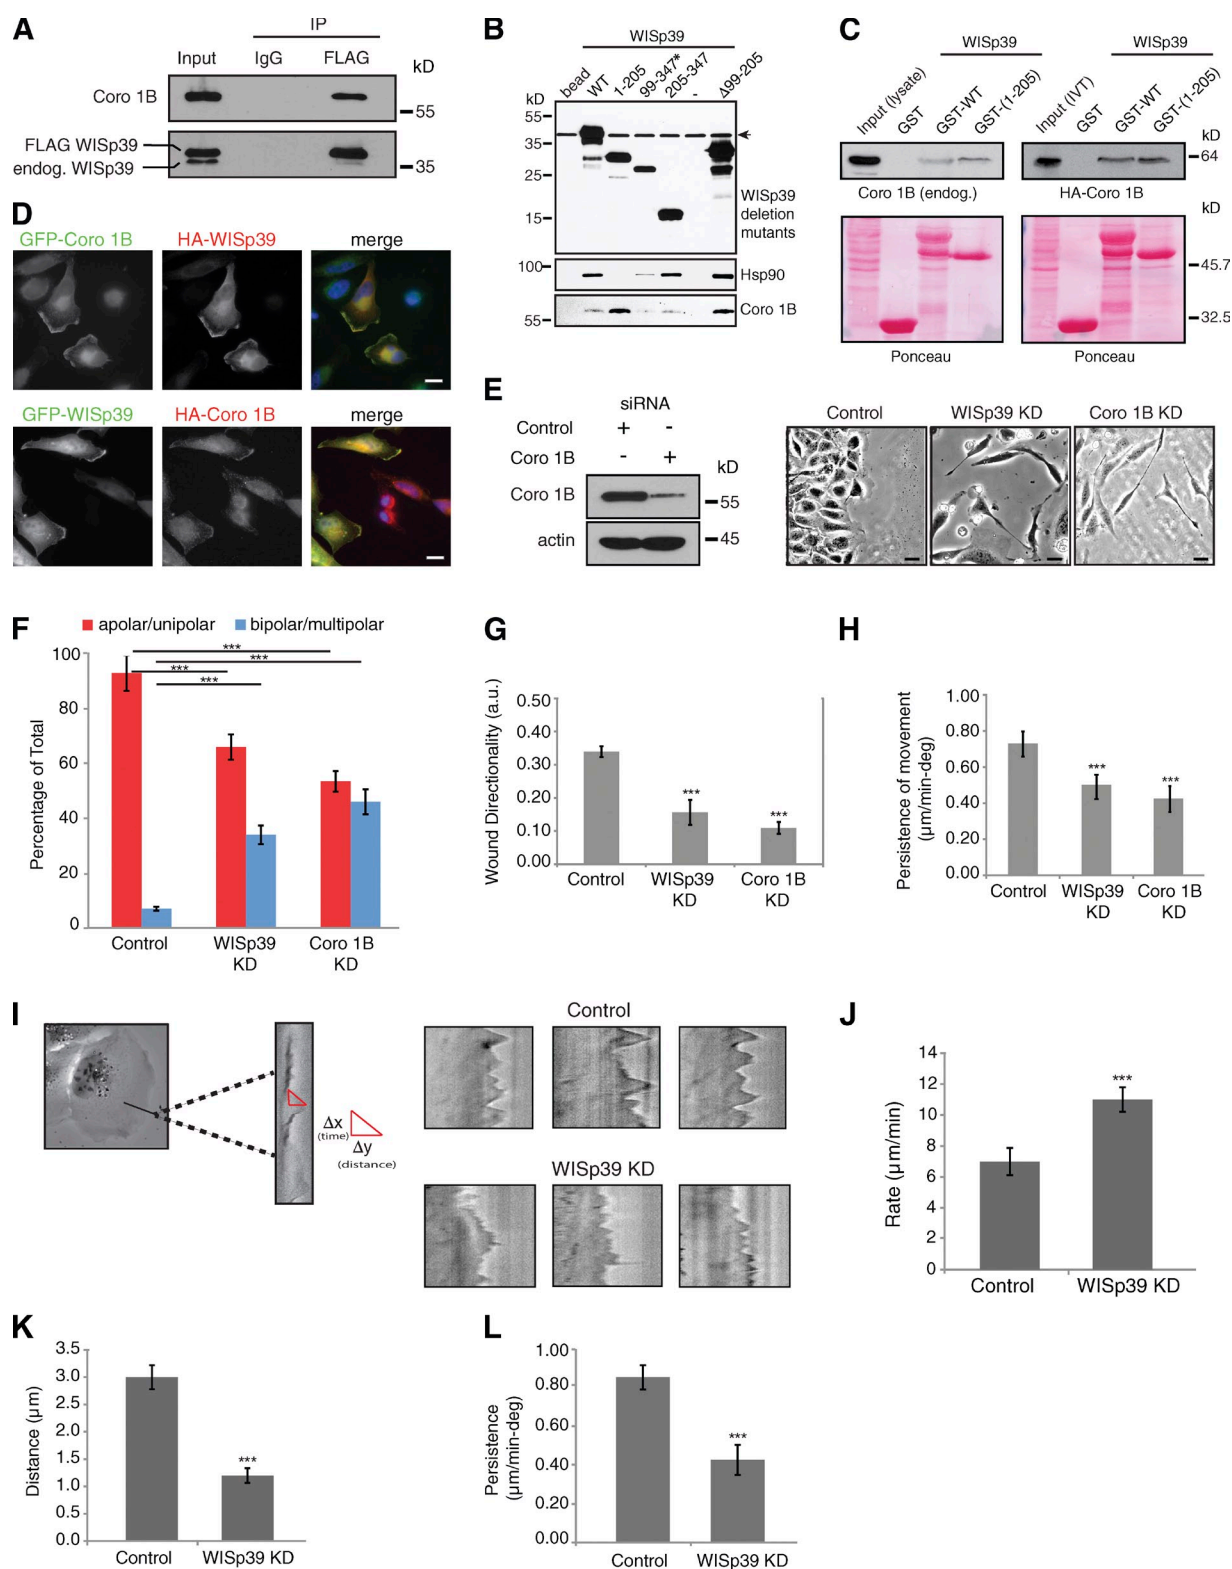 A
IP
Input
IgG
FLAG
kD
Coro 1B
55
FLAG WISp39
endog. WISp39
35
B
WISp39
bead
WT
1-205
99-347*
205-347
-
Δ99-205
kD
55
35
25
15
WISp39
deletion
mutants
100
Hsp90
55
Coro 1B
C
WISp39
WISp39
Input (lysate)
GST
GST-WT
GST-(1-205)
Input (IVT)
GST
GST-WT
GST-(1-205)
64
Coro 1B (endog.)
HA-Coro 1B
kD
45.7
32.5
Ponceau
Ponceau
D
GFP-Coro 1B
HA-WISp39
merge
GFP-WISp39
HA-Coro 1B
merge
E
siRNA
Control + -
Coro 1B - +
kD
Coro 1B
55
actin
45
Control
WISp39 KD
Coro 1B KD
F
apolar/unipolar
bipolar/multipolar
Percentage of Total
100
80
60
40
20
0
***
***
***
***
Control
WISp39
KD
Coro 1B
KD
G
Wound Directionality (a.u.)
0.50
0.40
0.30
0.20
0.10
0.00
***
***
Control
WISp39
KD
Coro 1B
KD
H
Persistence of movement
(μm/min-deg)
1.00
0.80
0.60
0.40
0.20
0.00
***
***
Control
WISp39
KD
Coro 1B
KD
I
Δx
(time)
Δy
(distance)
Control
WISp39 KD
J
Rate (μm/min)
14
12
10
8
6
4
2
0
***
Control
WISp39 KD
K
Distance (μm)
3.5
3.0
2.5
2.0
1.5
1.0
0.5
0.0
***
Control
WISp39 KD
L
Persistence
(μm/min-deg)
1.00
0.80
0.60
0.40
0.20
0.00
***
Control
WISp39 KD